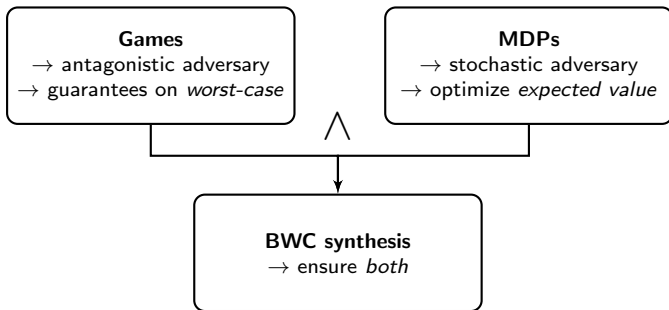 Games
→ antagonistic adversary
→ guarantees on worst-case
MDPs
→ stochastic adversary
→ optimize expected value
∧
BWC synthesis
→ ensure both